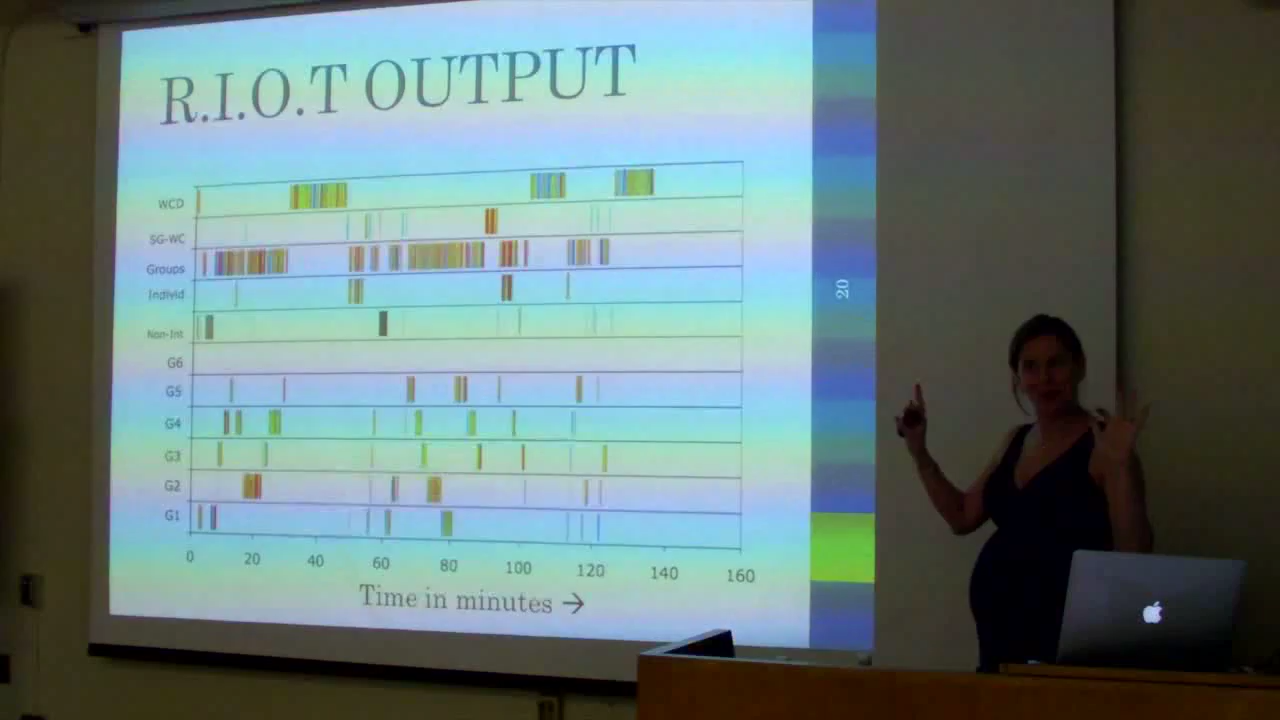 R.I.O.T OUTPUT
WCD
SG-WC
Groups
Individ
Non-Int
G6
G5
G4
G3
G2
G1
0 20 40 60 80 100 120 140 160
Time in minutes →
20